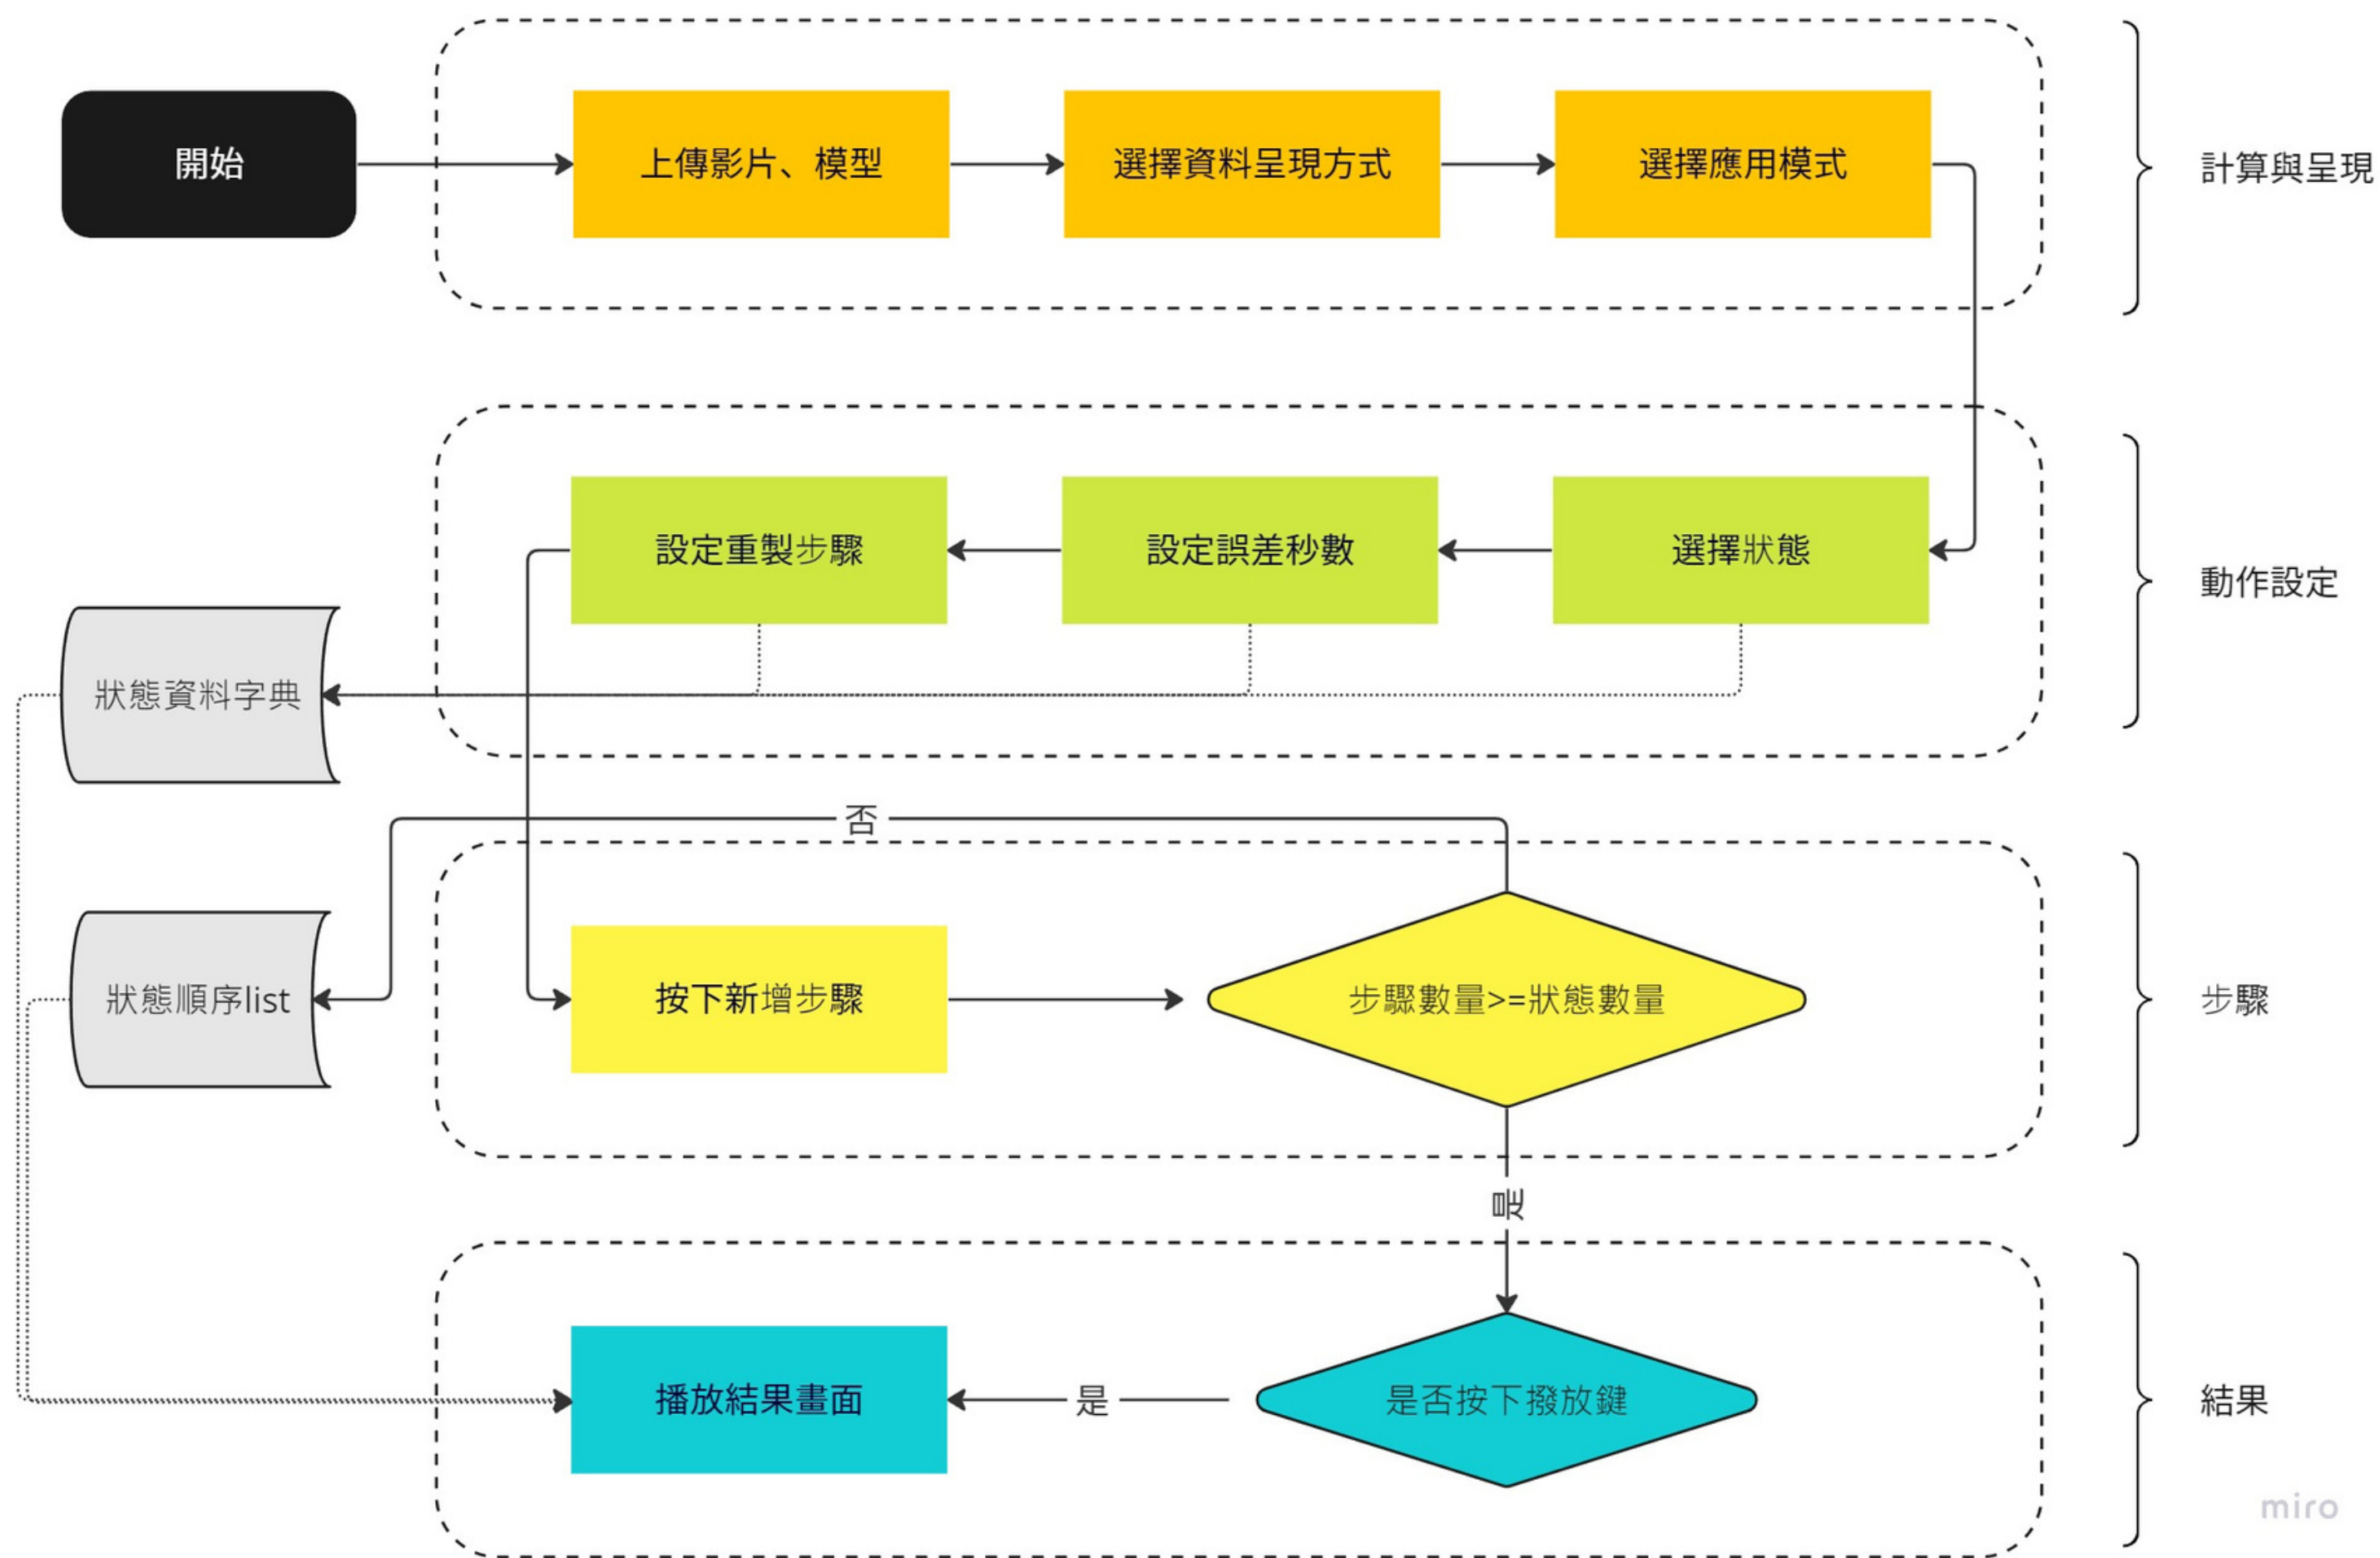 開始
上傳影片、模型
選擇資料呈現方式
選擇應用模式
計算與呈現
設定重製步驟
設定誤差秒數
選擇狀態
動作設定
狀態資料字典
否
狀態順序list
按下新增步驟
步驟數量>=狀態數量
步驟
是
播放結果畫面
是
是否按下撥放鍵
結果
miro